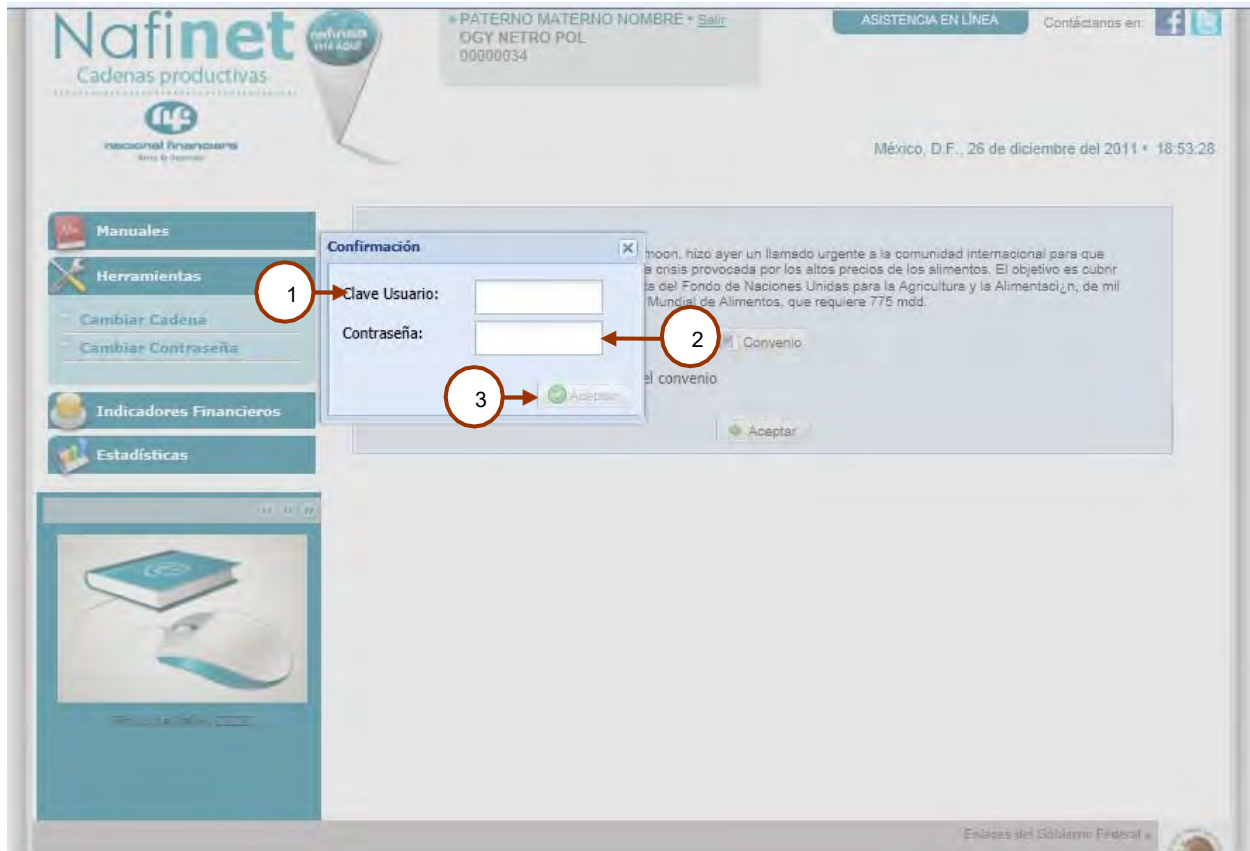 Nafinet
nafinsa
Cadenas productivas
nacional financiera
PATERNO MATERNO NOMBRE • Salir
OGY NETRO POL
00000034
ASISTENCIA EN LÍNEA
Contáctanos en:
México, D.F., 26 de diciembre del 2011 • 18:53:28
Manuales
Herramientas
Cambiar Cadena
Cambiar Contraseña
Indicadores Financieros
Estadísticas
Confirmación
1
Clave Usuario:
Contraseña:
2
3
Aceptar
moon, hizo ayer un llamado urgente a la comunidad internacional para que
a crisis provocada por los altos precios de los alimentos. El objetivo es cubrir
ta del Fondo de Naciones Unidas para la Agricultura y la Alimentaci¿n, de mil
Mundial de Alimentos, que requiere 775 mdd.
Convenio
el convenio
Aceptar
Enlaces del Gobierno Federal